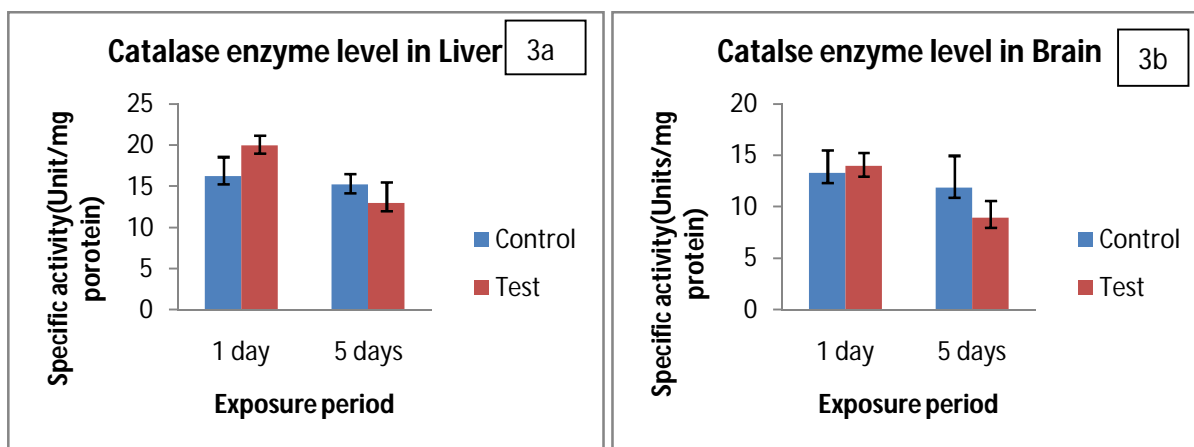 Catalase enzyme level in Liver
3a
Specific activity(Unit/mg
porotein)
25
20
15
10
5
0
1 day
5 days
Exposure period
Control
Test
Catalse enzyme level in Brain
3b
Specific activity(Units/mg
protein)
20
15
10
5
0
1 day
5 days
Exposure period
Control
Test